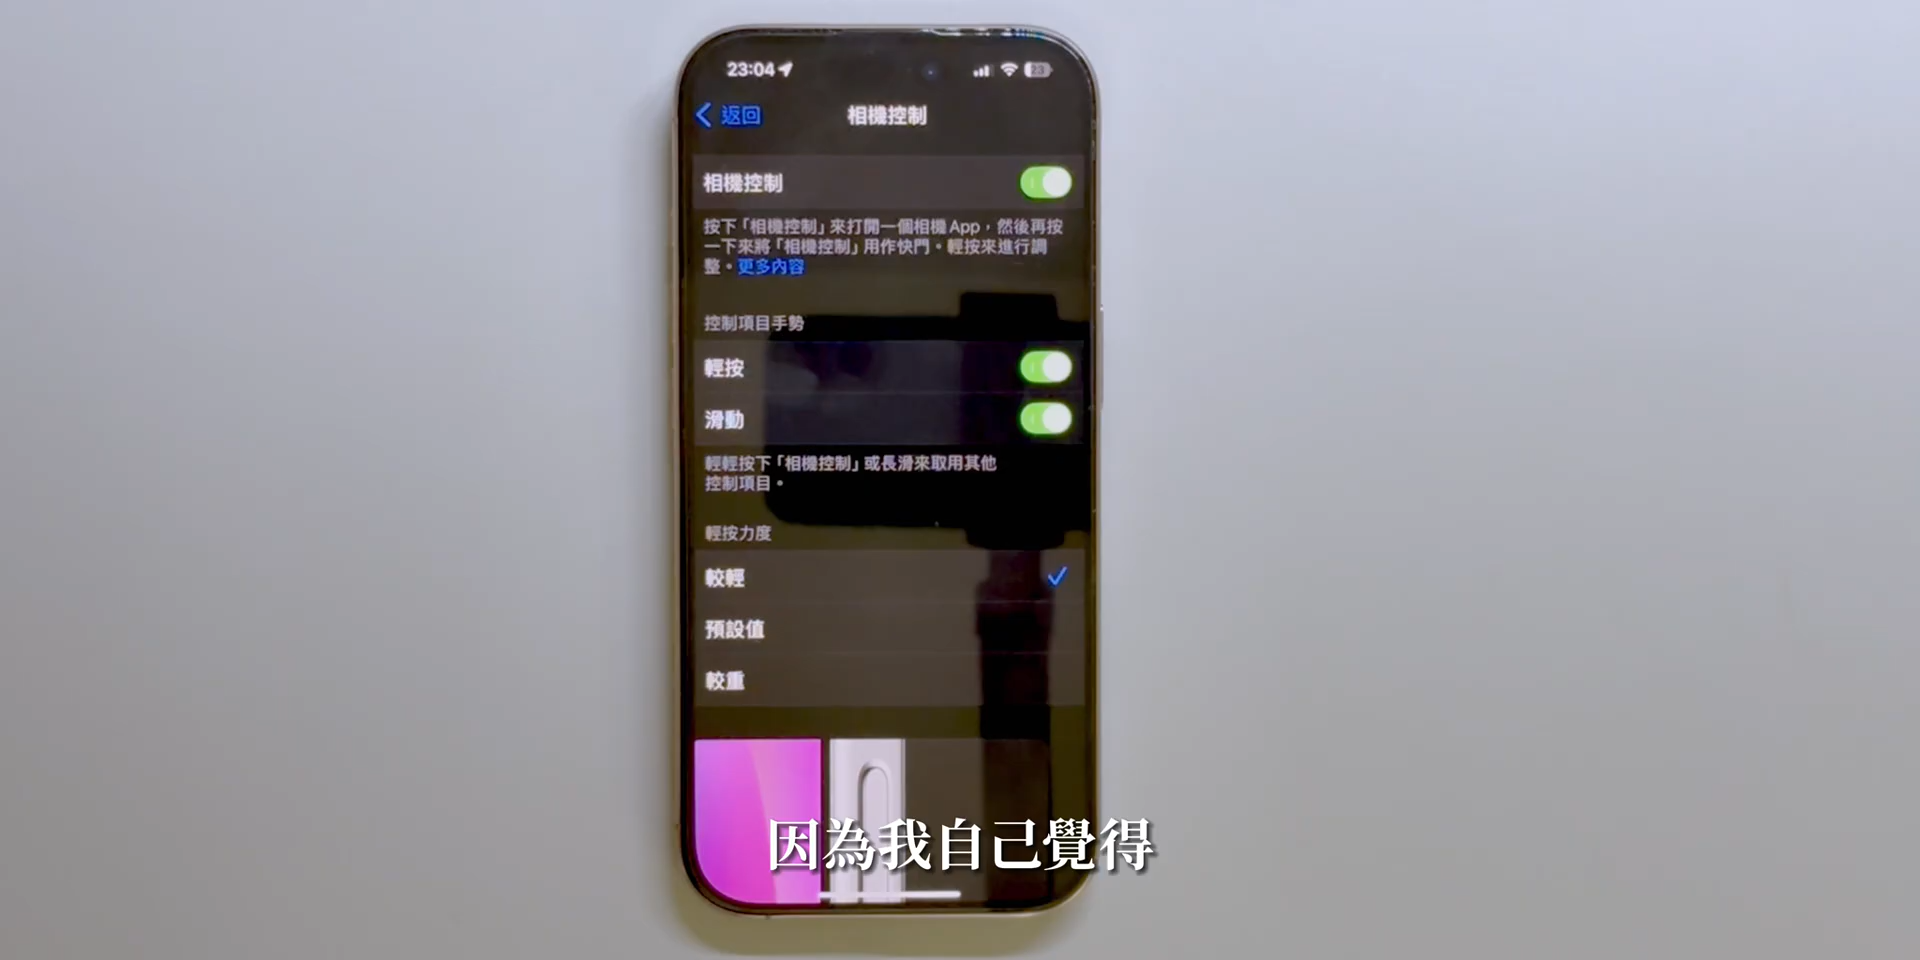 23:04
23
返回
相機控制
相機控制
按下「相機控制」來打開一個相機 App，然後再按
一下來將「相機控制」用作快門。輕按來進行調
整。更多內容
控制項目手勢
輕按
滑動
輕輕按下「相機控制」或長滑來取用其他
控制項目。
輕按力度
較輕
預設值
較重
因為我自己覺得